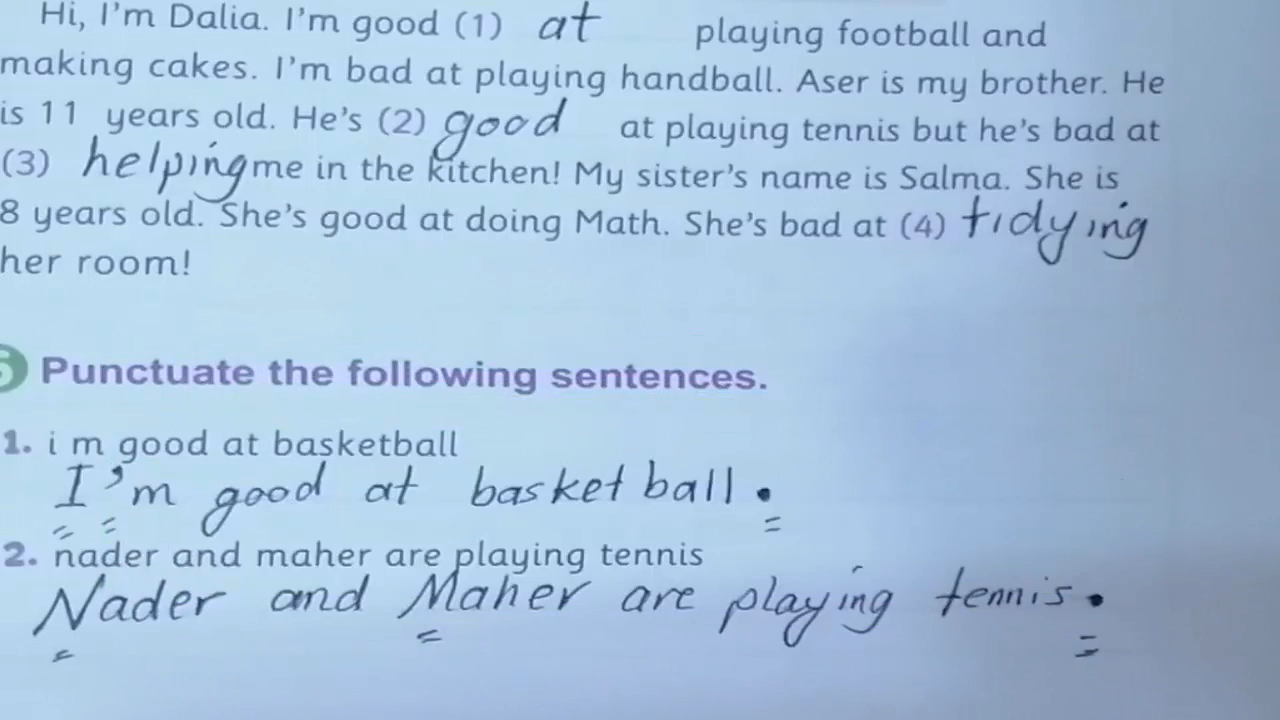 Hi, I'm Dalia. I'm good (1) at playing football and
making cakes. I'm bad at playing handball. Aser is my brother. He
is 11 years old. He's (2) good at playing tennis but he's bad at
(3) helping me in the kitchen! My sister's name is Salma. She is
8 years old. She's good at doing Math. She's bad at (4) tidying
her room!
Punctuate the following sentences.
1. i m good at basketball
I'm good at basketball.
2. nader and maher are playing tennis
Nader and Maher are playing tennis.